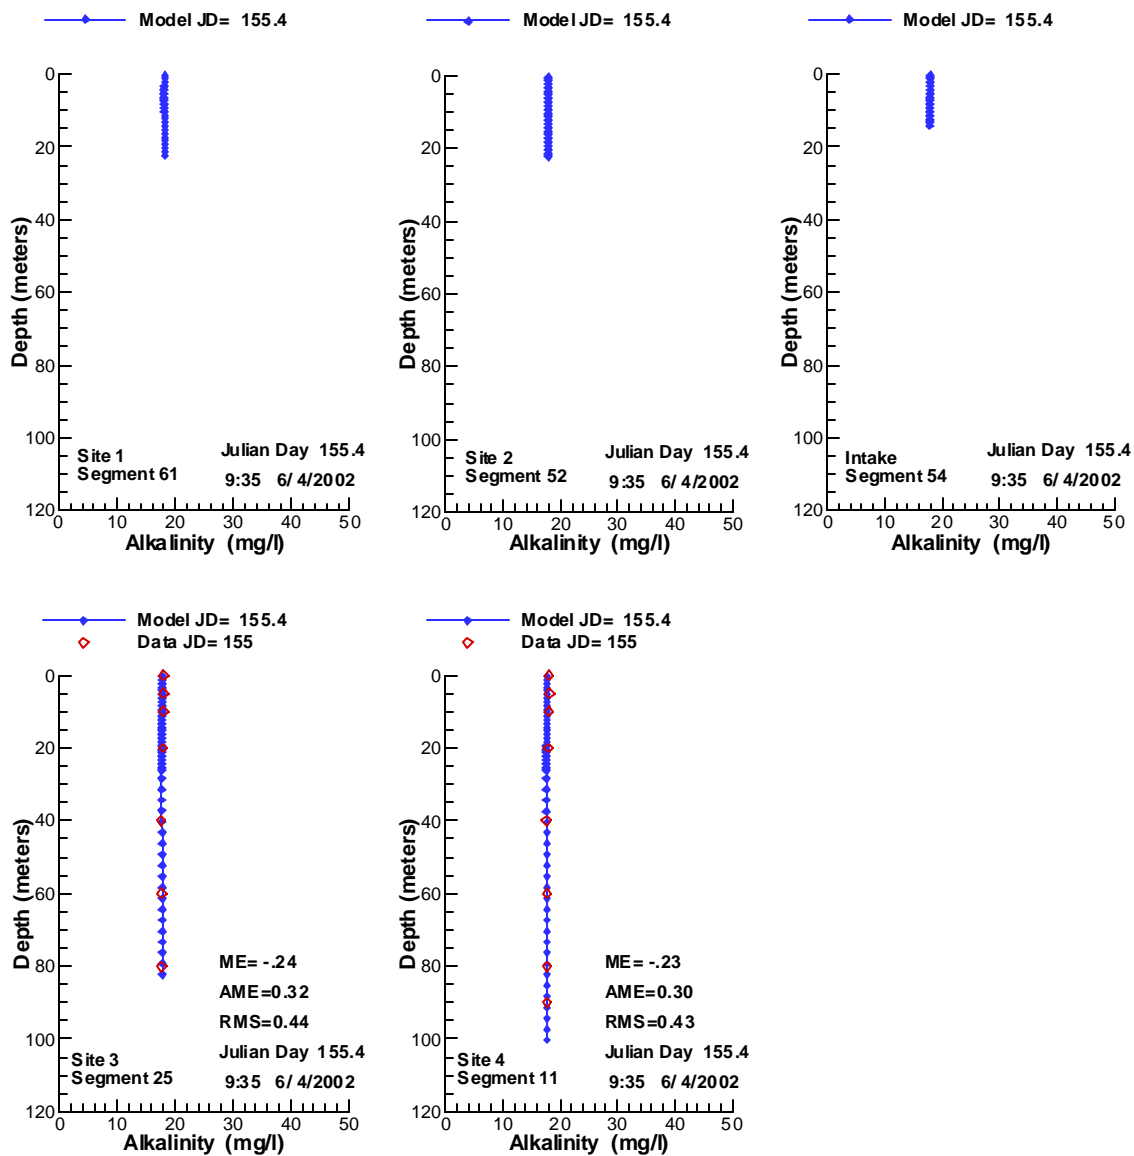 Model JD= 155.4
0
20
40
60
80
100
120
Depth (meters)
Site 1
Segment 61
Julian Day 155.4
9:35 6/ 4/2002
0 10 20 30 40 50
Alkalinity (mg/l)
Model JD= 155.4
0
20
40
60
80
100
120
Depth (meters)
Site 2
Segment 52
Julian Day 155.4
9:35 6/ 4/2002
0 10 20 30 40 50
Alkalinity (mg/l)
Model JD= 155.4
0
20
40
60
80
100
120
Depth (meters)
Intake
Segment 54
Julian Day 155.4
9:35 6/ 4/2002
0 10 20 30 40 50
Alkalinity (mg/l)
Model JD= 155.4
Data JD= 155
0
20
40
60
80
100
120
Depth (meters)
ME= -.24
AME=0.32
RMS=0.44
Site 3
Segment 25
Julian Day 155.4
9:35 6/ 4/2002
0 10 20 30 40 50
Alkalinity (mg/l)
Model JD= 155.4
Data JD= 155
0
20
40
60
80
100
120
Depth (meters)
ME= -.23
AME=0.30
RMS=0.43
Site 4
Segment 11
Julian Day 155.4
9:35 6/ 4/2002
0 10 20 30 40 50
Alkalinity (mg/l)